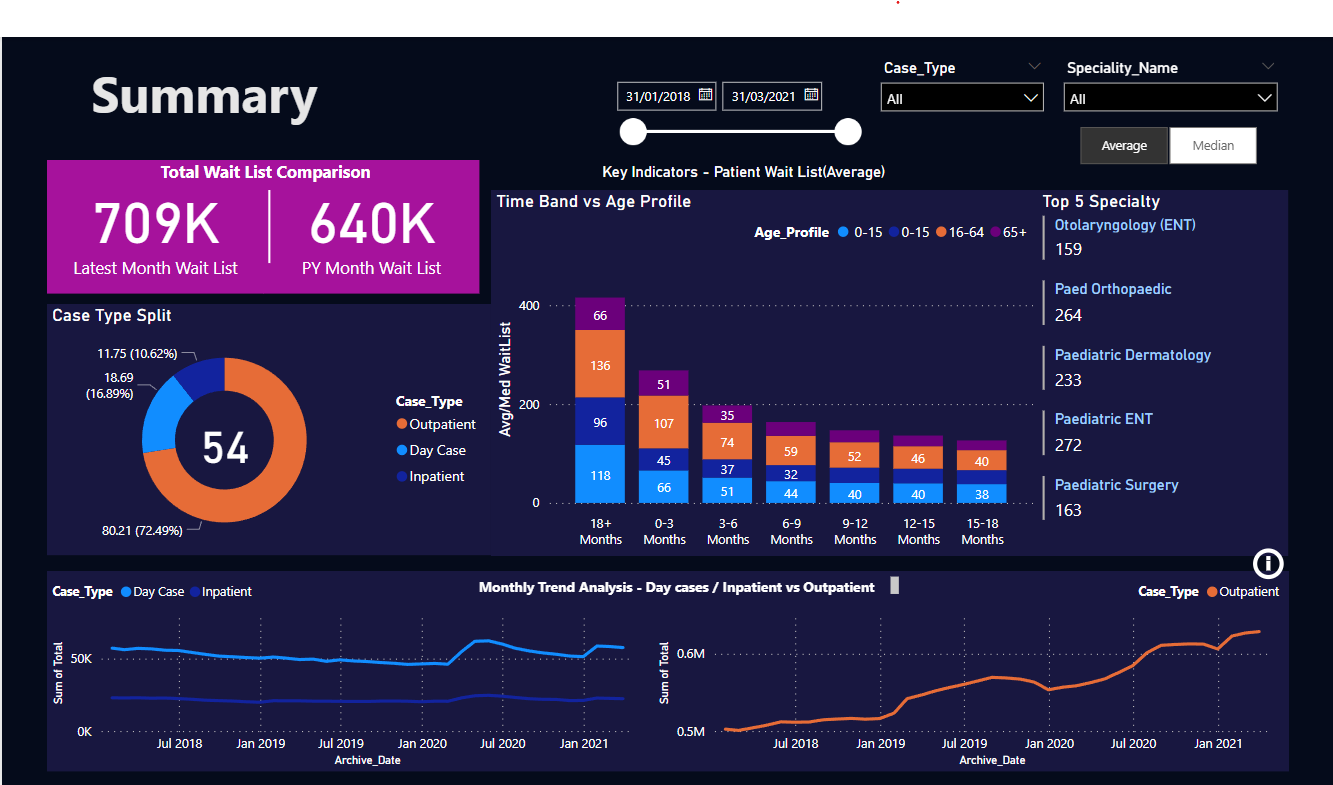 Summary
31/01/2018
31/03/2021
Case_Type
All
Speciality_Name
All
Average
Median
Key Indicators - Patient Wait List(Average)
Total Wait List Comparison
709K
Latest Month Wait List
640K
PY Month Wait List
Case Type Split
11.75 (10.62%)
18.69
(16.89%)
54
80.21 (72.49%)
Case_Type
Outpatient
Day Case
Inpatient
Time Band vs Age Profile
Age_Profile 0-15 0-15 16-64 65+
Avg/Med WaitList
400
200
0
66
136
96
118
51
107
45
66
35
74
37
51
59
32
44
52
40
46
40
40
38
18+
Months
0-3
Months
3-6
Months
6-9
Months
9-12
Months
12-15
Months
15-18
Months
Top 5 Specialty
Otolaryngology (ENT)
159
Paed Orthopaedic
264
Paediatric Dermatology
233
Paediatric ENT
272
Paediatric Surgery
163
i
Monthly Trend Analysis - Day cases / Inpatient vs Outpatient
Case_Type Day Case Inpatient
Sum of Total
50K
0K
Jul 2018 Jan 2019 Jul 2019 Jan 2020 Jul 2020 Jan 2021
Archive_Date
Case_Type Outpatient
Sum of Total
0.6M
0.5M
Jul 2018 Jan 2019 Jul 2019 Jan 2020 Jul 2020 Jan 2021
Archive_Date